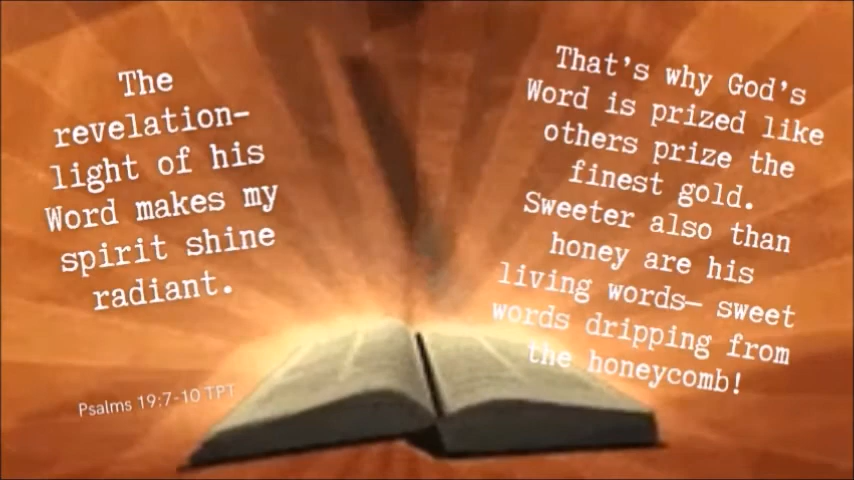 The
revelation-
light of his
Word makes my
spirit shine
radiant.
Psalms 19:7-10 TPT
That's why God's
Word is prized like
others prize the
finest gold.
Sweeter also than
honey are his
living words— sweet
words dripping from
the honeycomb!